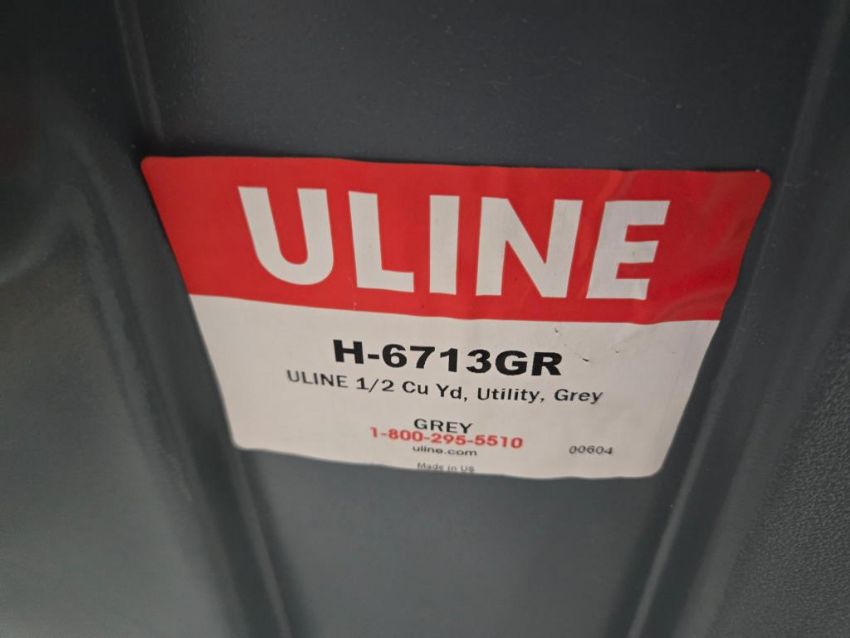 ULINE
H-6713GR
ULINE 1/2 Cu Yd, Utility, Grey
GREY
1-800-295-5510
uline.com
00604
Made in US